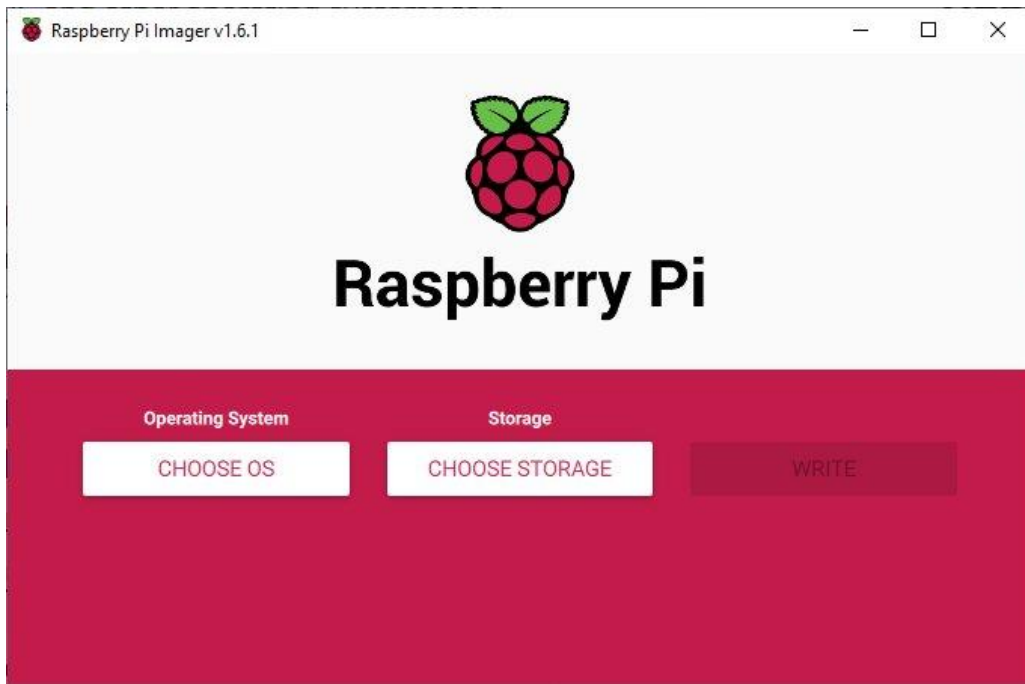 Raspberry Pi Imager v1.6.1
Raspberry Pi
Operating System
Storage
CHOOSE OS
CHOOSE STORAGE
WRITE